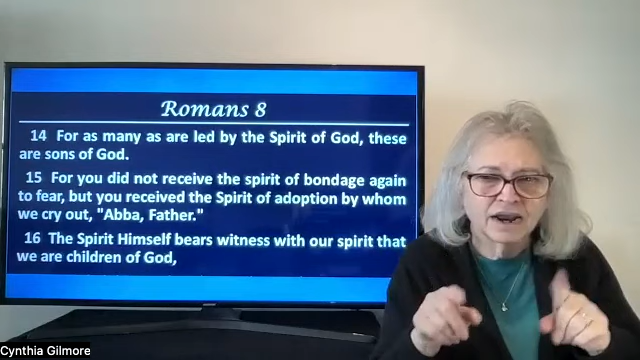 Romans 8
14 For as many as are led by the Spirit of God, these
are sons of God.
15 For you did not receive the spirit of bondage again
to fear, but you received the Spirit of adoption by whom
we cry out, "Abba, Father."
16 The Spirit Himself bears witness with our spirit that
we are children of God,
Cynthia Gilmore